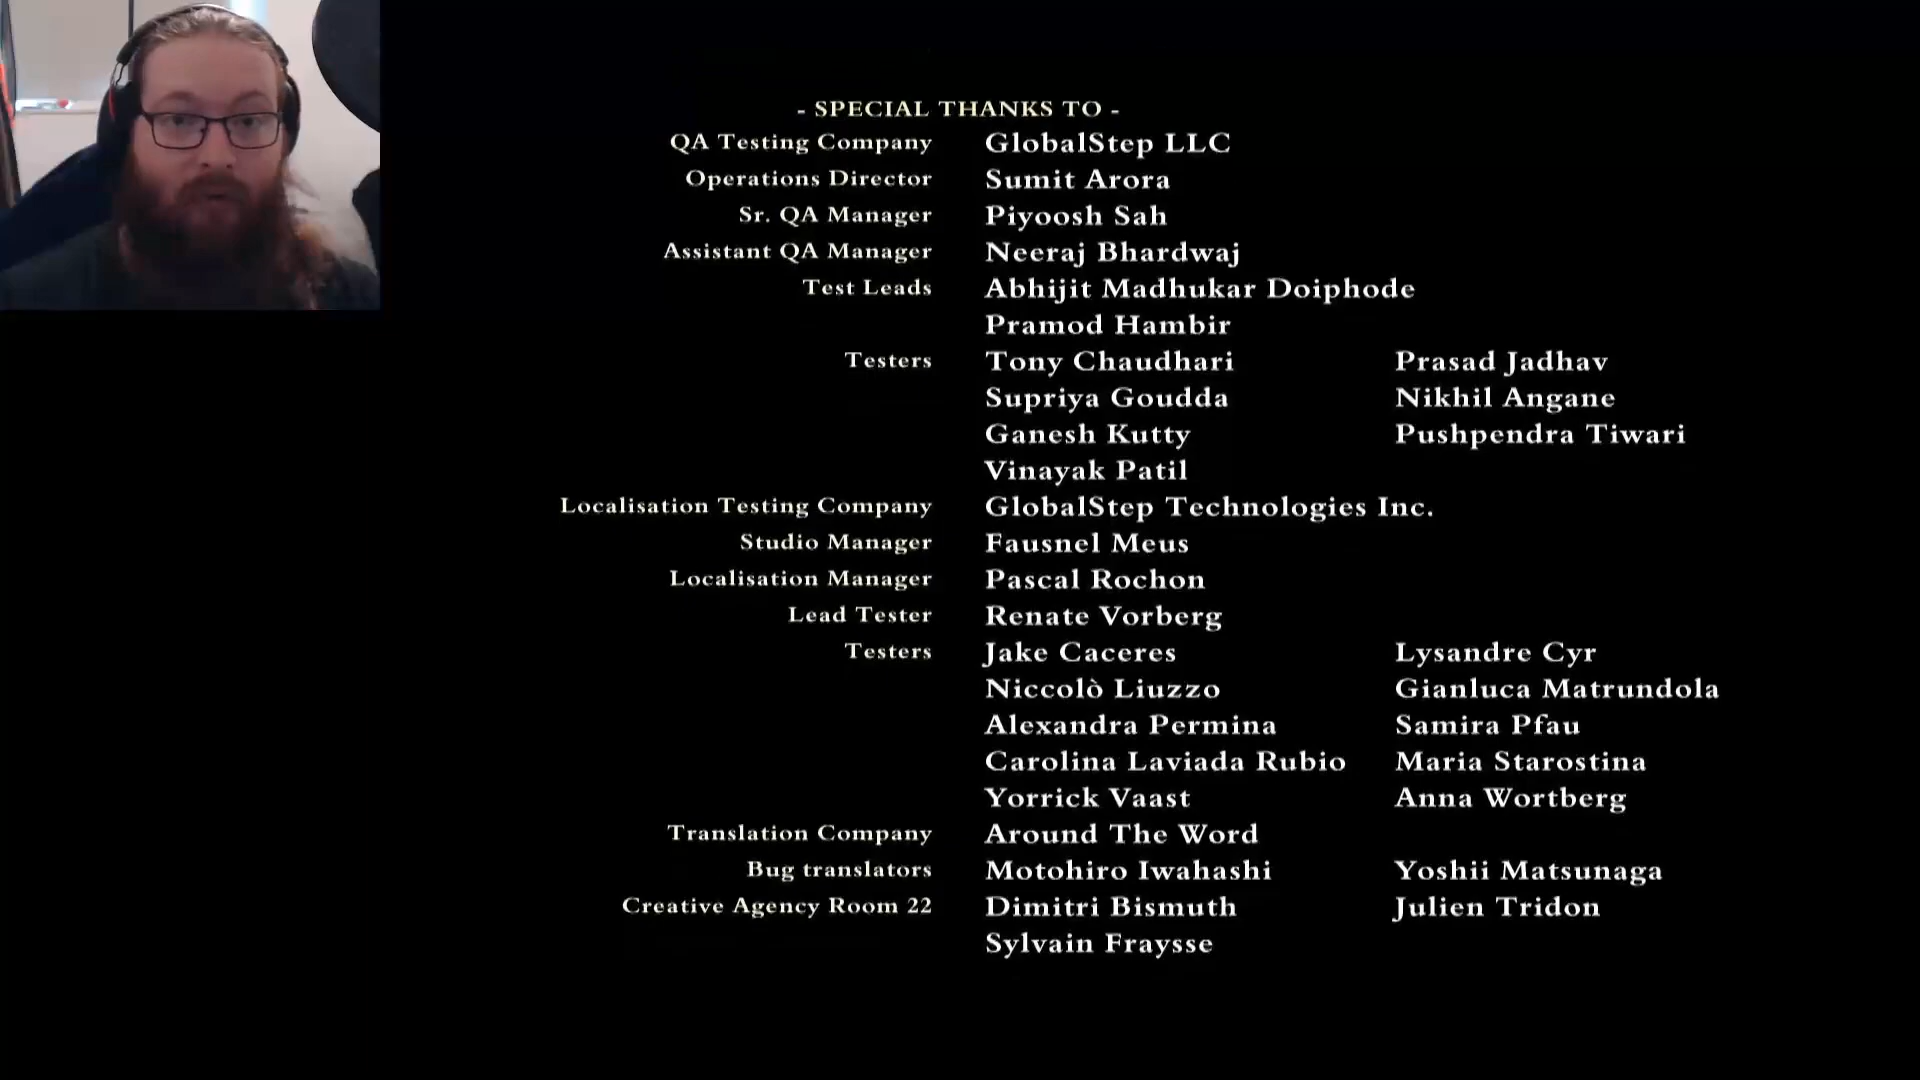 - SPECIAL THANKS TO -
QA Testing Company GlobalStep LLC
Operations Director Sumit Arora
Sr. QA Manager Piyoosh Sah
Assistant QA Manager Neeraj Bhardwaj
Test Leads Abhijit Madhukar Doiphode
Pramod Hambir
Testers Tony Chaudhari Prasad Jadhav
Supriya Goudda Nikhil Angane
Ganesh Kutty Pushpendra Tiwari
Vinayak Patil
Localisation Testing Company GlobalStep Technologies Inc.
Studio Manager Fausnel Meus
Localisation Manager Pascal Rochon
Lead Tester Renate Vorberg
Testers Jake Caceres Lysandre Cyr
Niccolò Liuzzo Gianluca Matrundola
Alexandra Permina Samira Pfau
Carolina Laviada Rubio Maria Starostina
Yorrick Vaast Anna Wortberg
Translation Company Around The Word
Bug translators Motohiro Iwahashi Yoshii Matsunaga
Creative Agency Room 22 Dimitri Bismuth Julien Tridon
Sylvain Fraysse